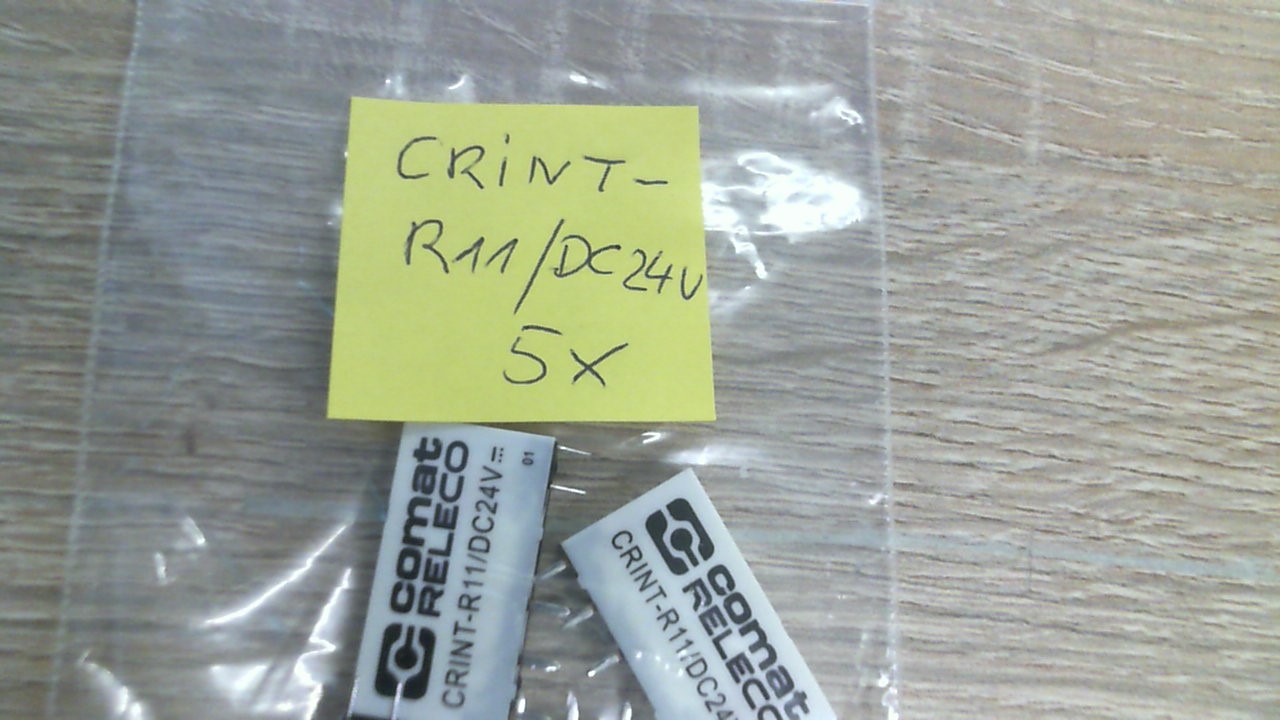 CRINT-
R11/DC24V
5X
comat
RELECO
CRINT-R11/DC24V⎓
01
comat
RELECO
CRINT-R11/DC24